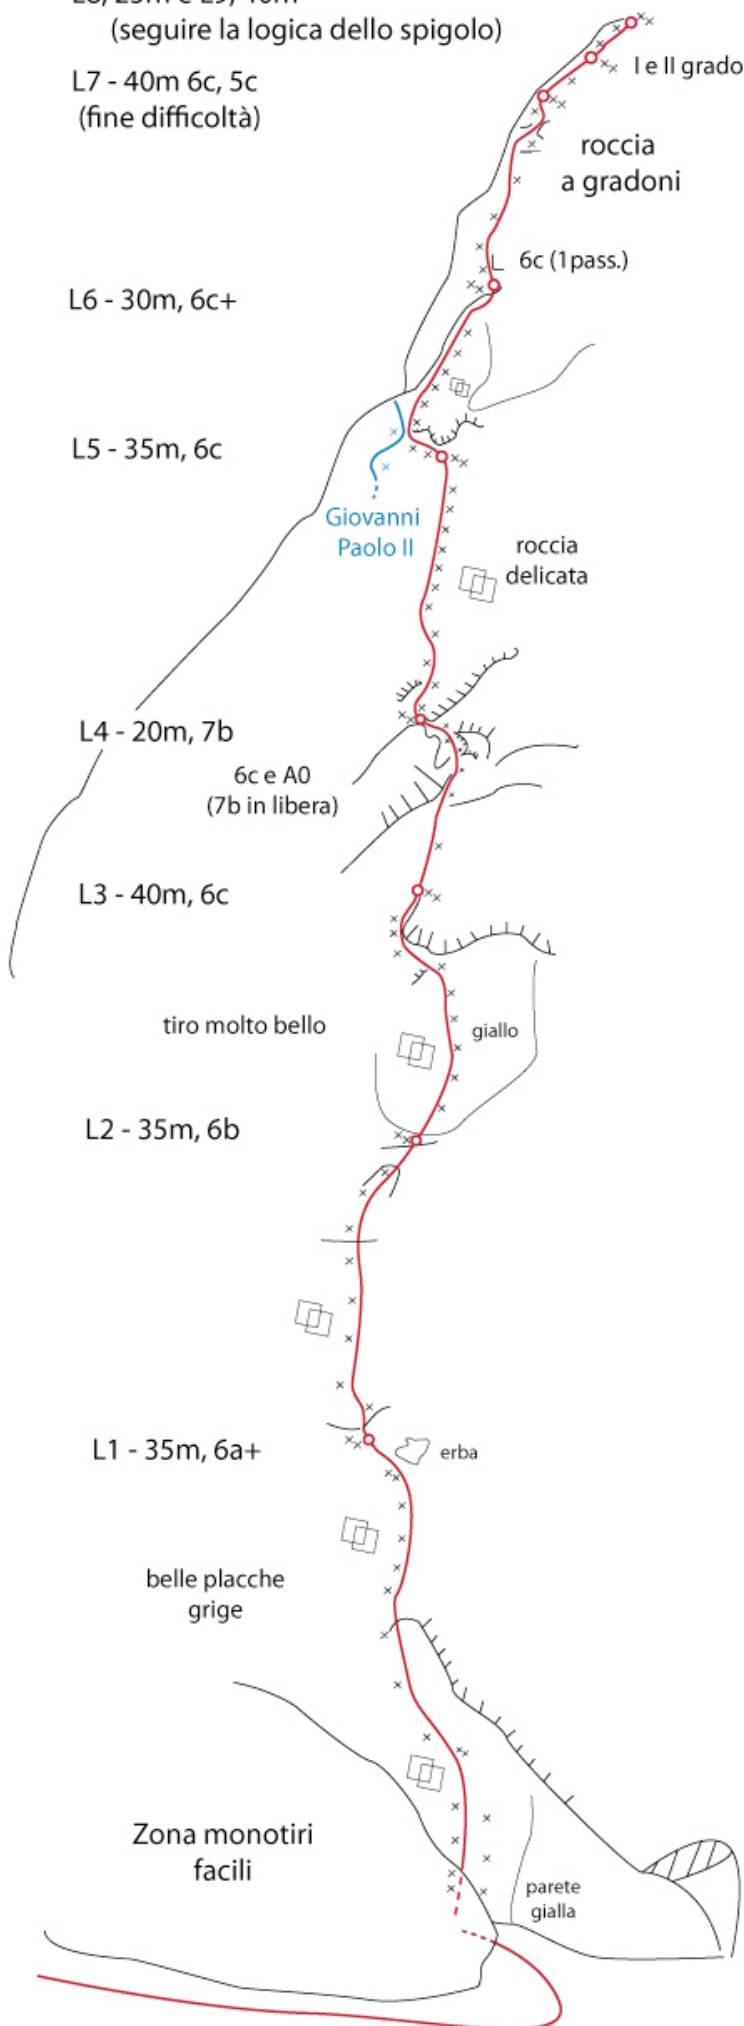 (seguire la logica dello spigolo)
L7 - 40m 6c, 5c
(fine difficoltà)
I e II grado
roccia
a gradoni
6c (1pass.)
L6 - 30m, 6c+
L5 - 35m, 6c
Giovanni
Paolo II
roccia
delicata
L4 - 20m, 7b
6c e A0
(7b in libera)
L3 - 40m, 6c
tiro molto bello
giallo
L2 - 35m, 6b
L1 - 35m, 6a+
erba
belle placche
grige
Zona monotiri
facili
parete
gialla